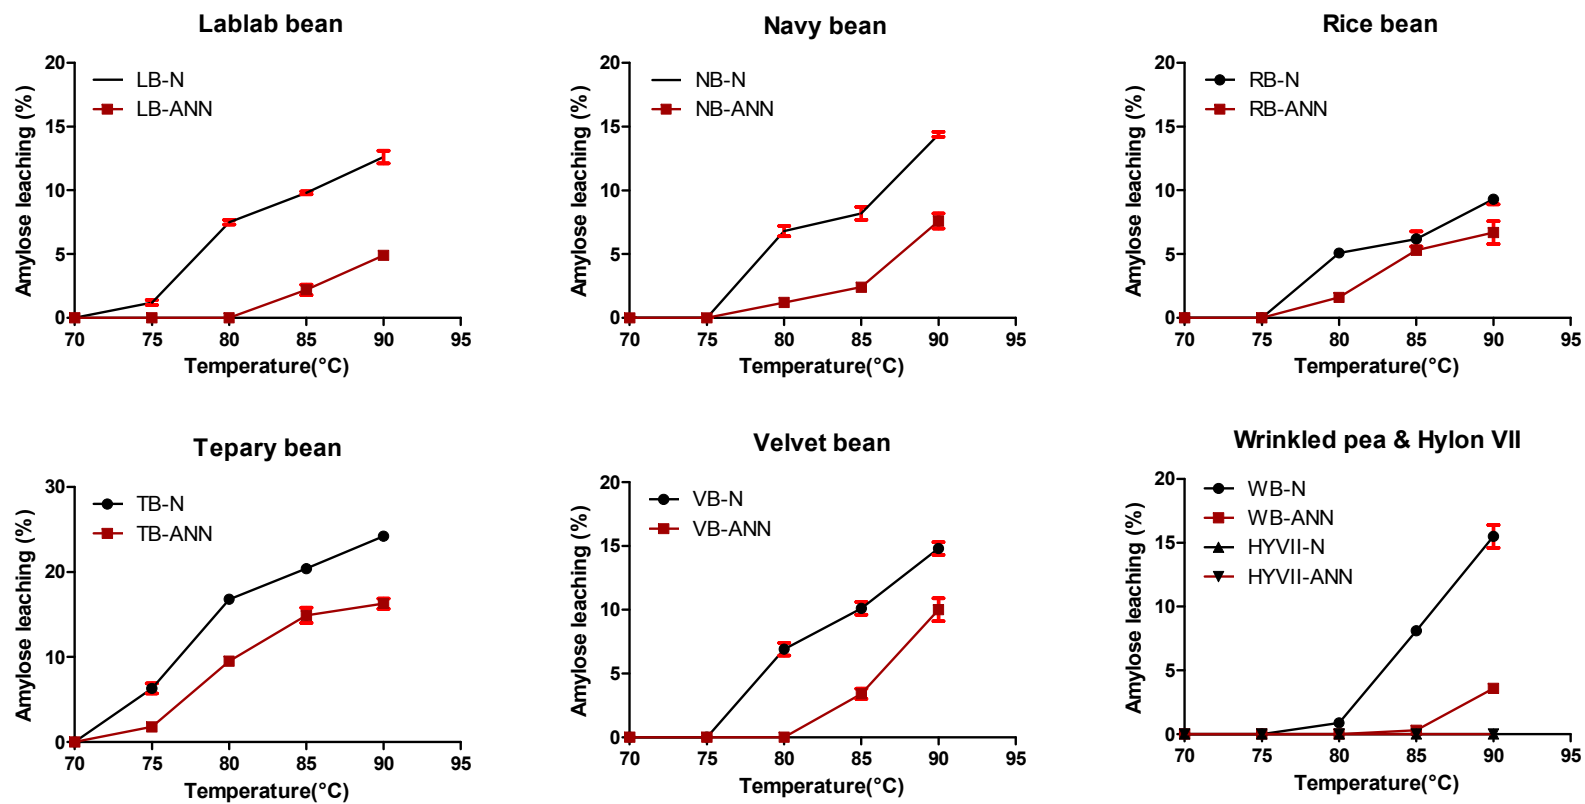 Lablab bean
20
15
10
5
0
70 75 80 85 90 95
Amylose leaching (%)
Temperature(°C)
LB-N
LB-ANN
Navy bean
20
15
10
5
0
70 75 80 85 90 95
Amylose leaching (%)
Temperature(°C)
NB-N
NB-ANN
Rice bean
20
15
10
5
0
70 75 80 85 90 95
Amylose leaching (%)
Temperature(°C)
RB-N
RB-ANN
Tepary bean
30
20
10
0
70 75 80 85 90 95
Amylose leaching (%)
Temperature(°C)
TB-N
TB-ANN
Velvet bean
20
15
10
5
0
70 75 80 85 90 95
Amylose leaching (%)
Temperature(°C)
VB-N
VB-ANN
Wrinkled pea & Hylon VII
20
15
10
5
0
70 75 80 85 90 95
Amylose leaching (%)
Temperature(°C)
WB-N
WB-ANN
HYVII-N
HYVII-ANN